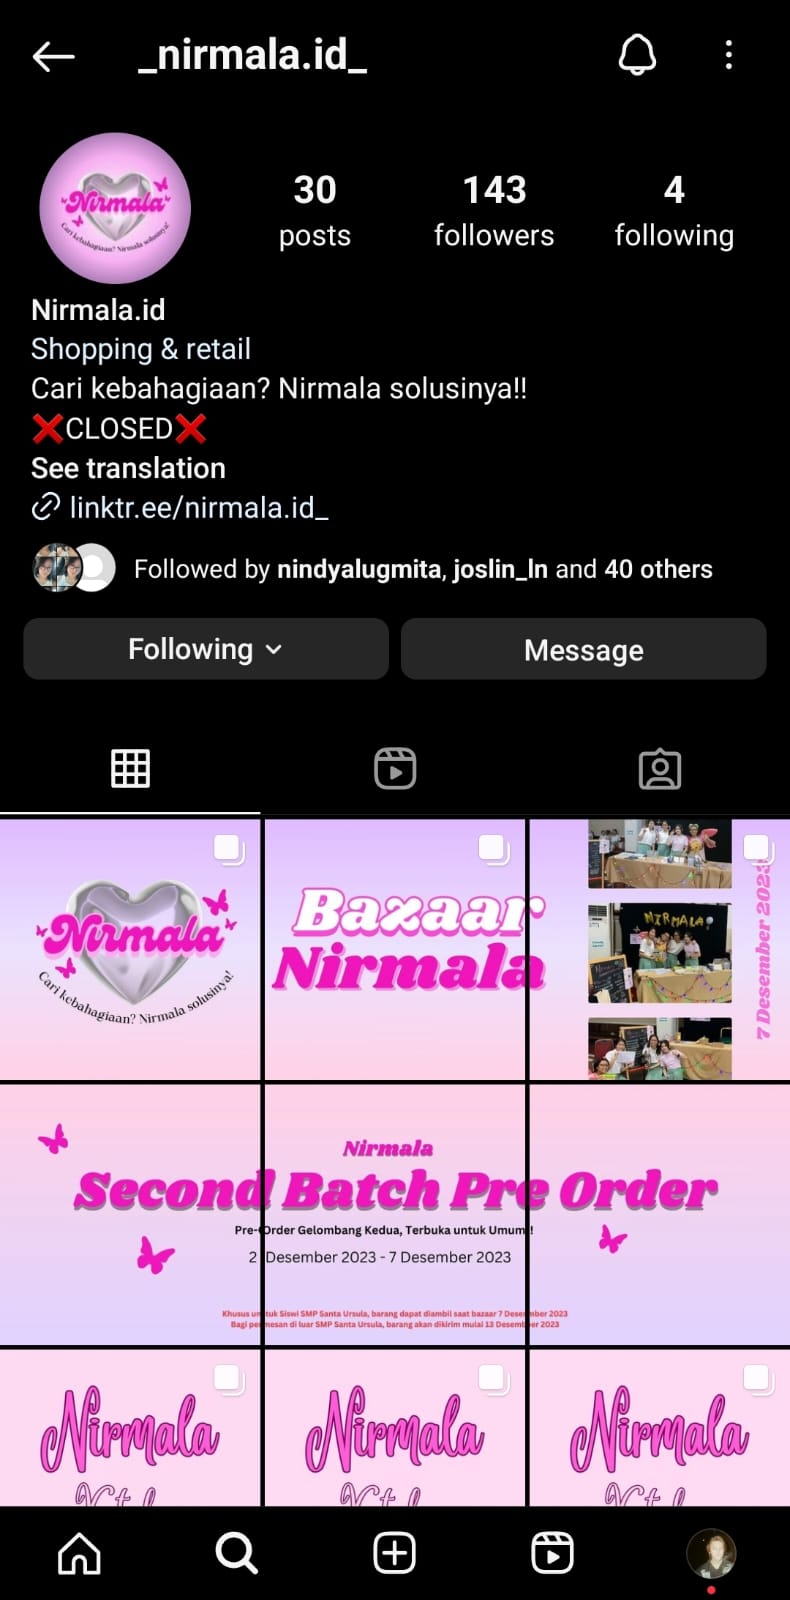 _nirmala.id_
Nirmala
Cari kebahagiaan? Nirmala solusinya!
30
posts
143
followers
4
following
Nirmala.id
Shopping & retail
Cari kebahagiaan? Nirmala solusinya!!
❌CLOSED❌
See translation
linktr.ee/nirmala.id_
Followed by nindyalugmita, joslin_ln and 40 others
Following
Message
Nirmala
Cari kebahagiaan? Nirmala solusinya!
Bazaar
Nirmala
NIRMALA
7 Desember 2023
Nirmala
Second Batch Pre Order
Pre-Order Gelombang Kedua, Terbuka untuk Umum!
2 Desember 2023 - 7 Desember 2023
Khusus untuk Siswi SMP Santa Ursula, barang dapat diambil saat bazaar 7 Desember 2023
Bagi pemesan di luar SMP Santa Ursula, barang akan dikirim mulai 13 Desember 2023
Nirmala
Nirmala
Nirmala